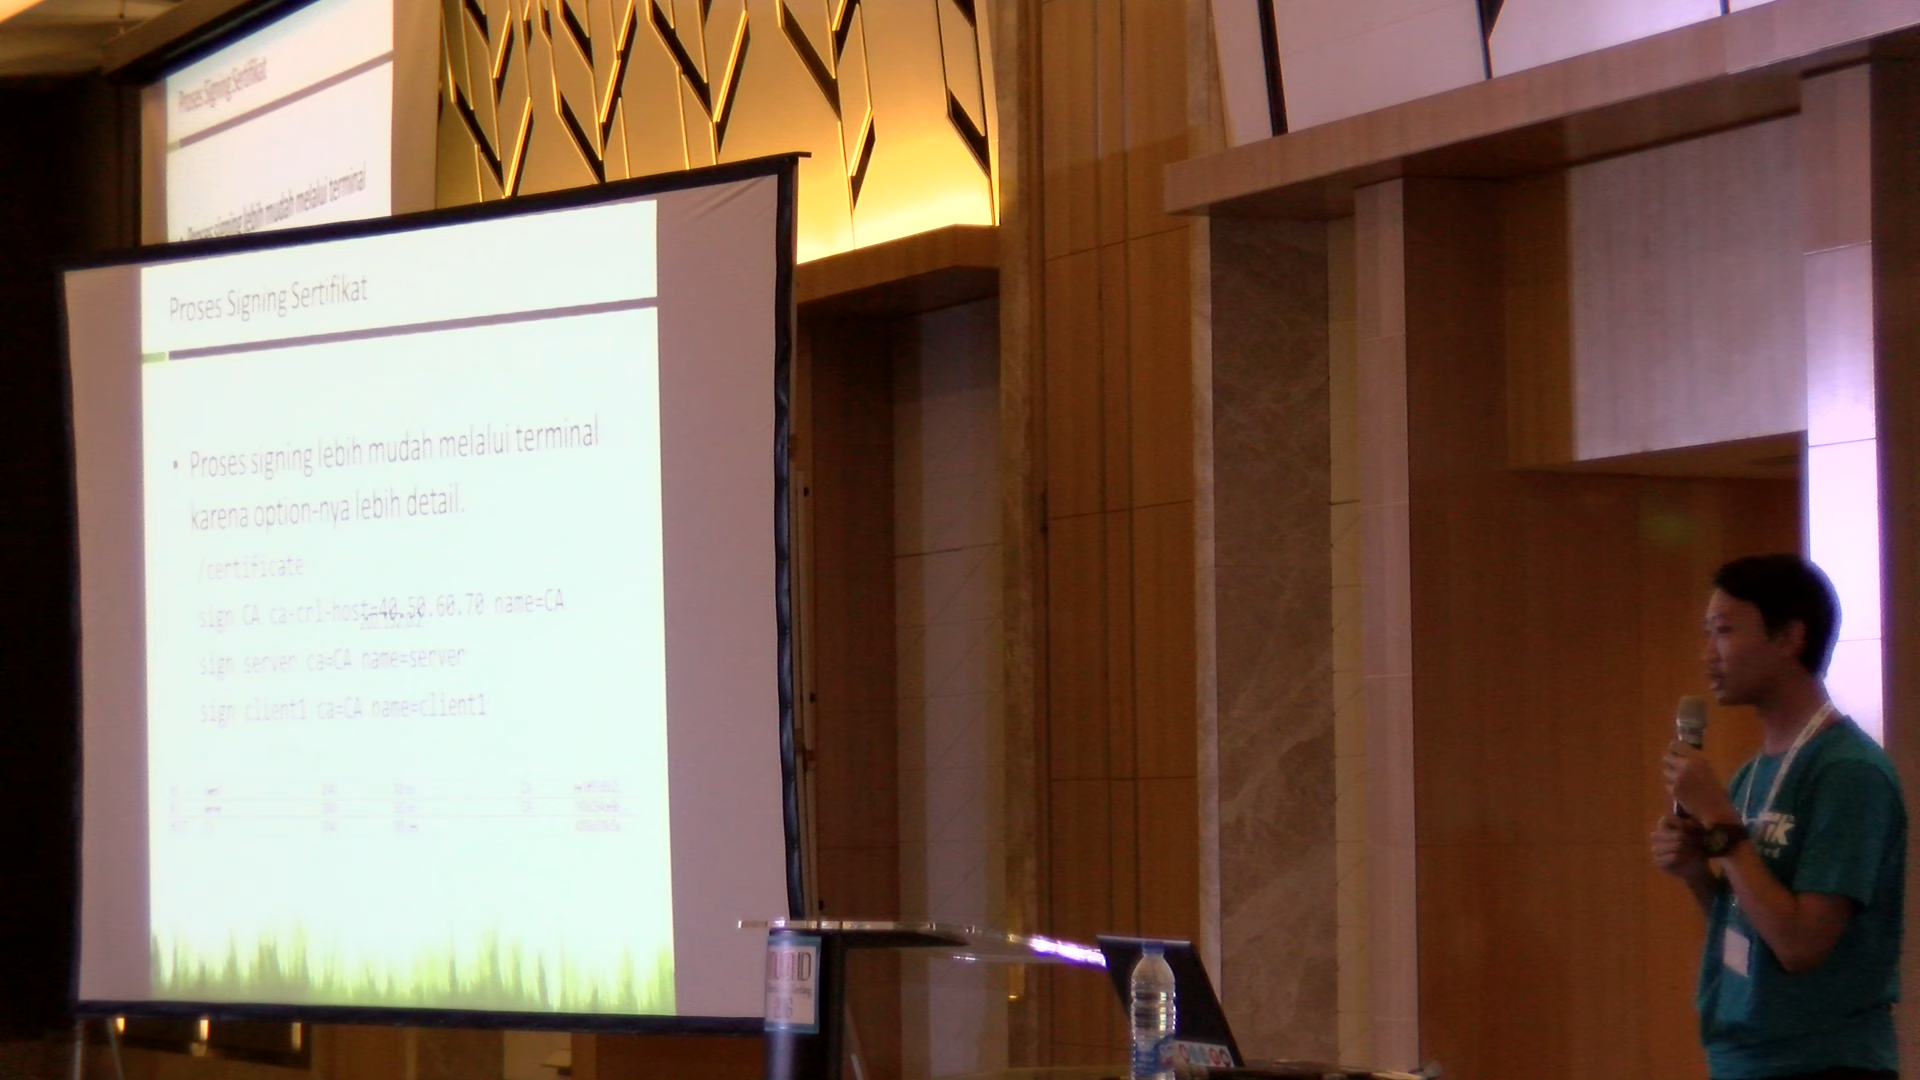 Proses Signing Sertifikat
Proses signing lebih mudah melalui terminal
Proses Signing Sertifikat
• Proses signing lebih mudah melalui terminal
karena option-nya lebih detail.
/certificate
sign CA ca-crl-host=40.50.60.70 name=CA
sign server ca=CA name=server
sign client1 ca=CA name=client1